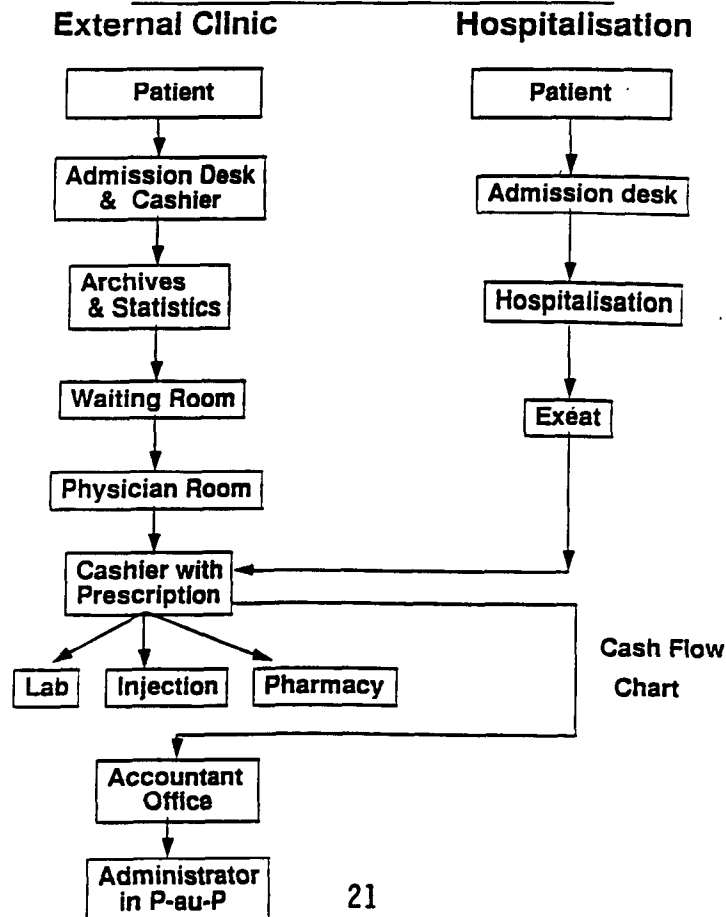 External Clinic
Hospitalisation
Patient
Admission Desk
& Cashier
Archives
& Statistics
Waiting Room
Physician Room
Cashier with
Prescription
Lab
Injection
Pharmacy
Patient
Admission desk
Hospitalisation
Exéat
Cash Flow
Chart
Accountant
Office
Administrator
in P-au-P
21